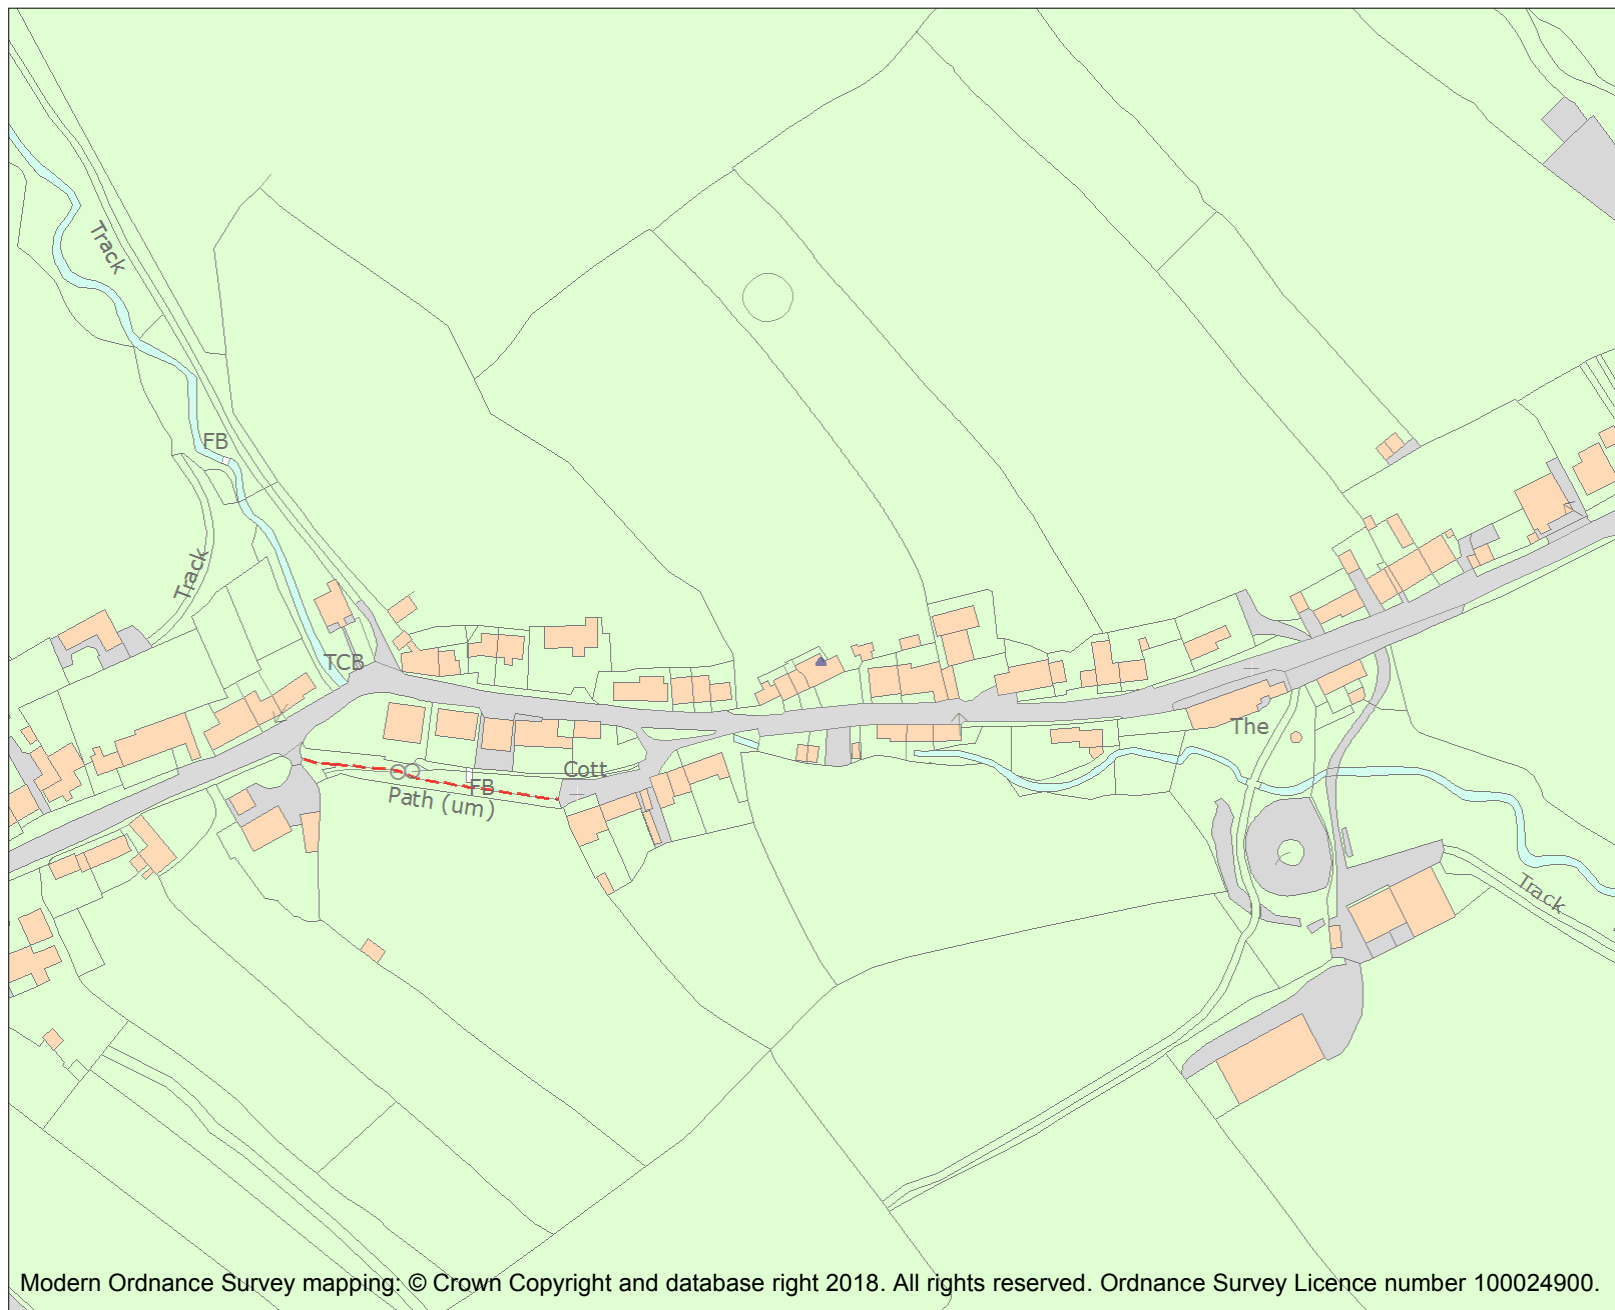 Track
FB
Track
TCB
The
Cott
FB
Path (um)
Track
Modern Ordnance Survey mapping: © Crown Copyright and database right 2018. All rights reserved. Ordnance Survey Licence number 100024900.